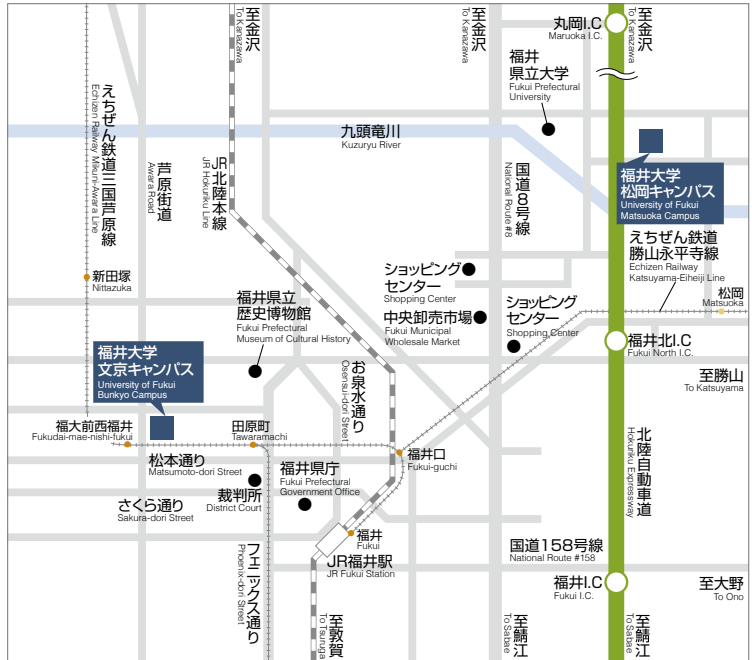 至金沢
To Kanazawa
至金沢
To Kanazawa
丸岡I.C
Maruoka I.C.
至金沢
To Kanazawa
福井
県立大学
Fukui Prefectural
University
えちぜん鉄道三国芦原線
Echizen Railway Mikuni-Awara Line
芦原街道
Awara Road
JR北陸本線
JR Hokuriku Line
九頭竜川
Kuzuryu River
国道8号線
National Route #8
福井大学
松岡キャンパス
University of Fukui
Matsuoka Campus
えちぜん鉄道
勝山永平寺線
Echizen Railway
Katsuyama-Eiheiji Line
新田塚
Nittazuka
福井県立
歴史博物館
Fukui Prefectural
Museum of Cultural History
ショッピング
センター
Shopping Center
中央卸売市場
Fukui Municipal
Wholesale Market
ショッピング
センター
Shopping Center
松岡
Matsuoka
福井大学
文京キャンパス
University of Fukui
Bunkyo Campus
お泉水通り
Osensui-dori Street
福井北I.C
Fukui North I.C.
至勝山
To Katsuyama
福大前西福井
Fukudai-mae-nishi-fukui
田原町
Tawaramachi
福井口
Fukui-guchi
北陸自動車道
Hokuriku Expressway
松本通り
Matsumoto-dori Street
福井県庁
Fukui Prefectural
Government Office
裁判所
District Court
さくら通り
Sakura-dori Street
フェニックス通り
Phoenix-dori Street
福井
Fukui
JR福井駅
JR Fukui Station
国道158号線
National Route #158
福井I.C
Fukui I.C.
至大野
To Ono
至敦賀
To Tsuruga
至鯖江
To Sabae
至鯖江
To Sabae